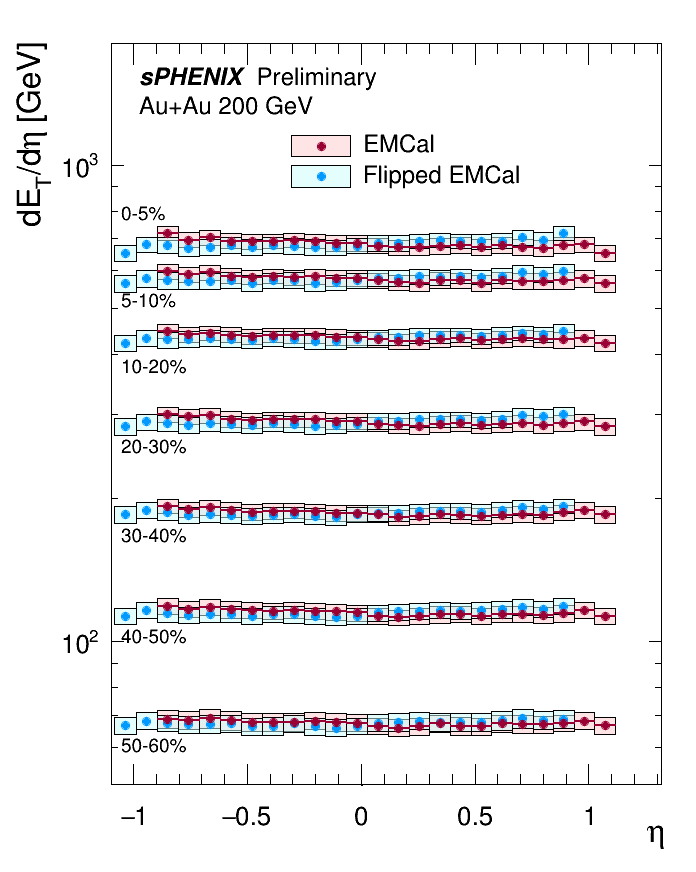 dE_T/dη [GeV]
sPHENIX Preliminary
Au+Au 200 GeV
EMCal
Flipped EMCal
10^3
0-5%
5-10%
10-20%
20-30%
30-40%
40-50%
10^2
50-60%
−1 −0.5 0 0.5 1
η